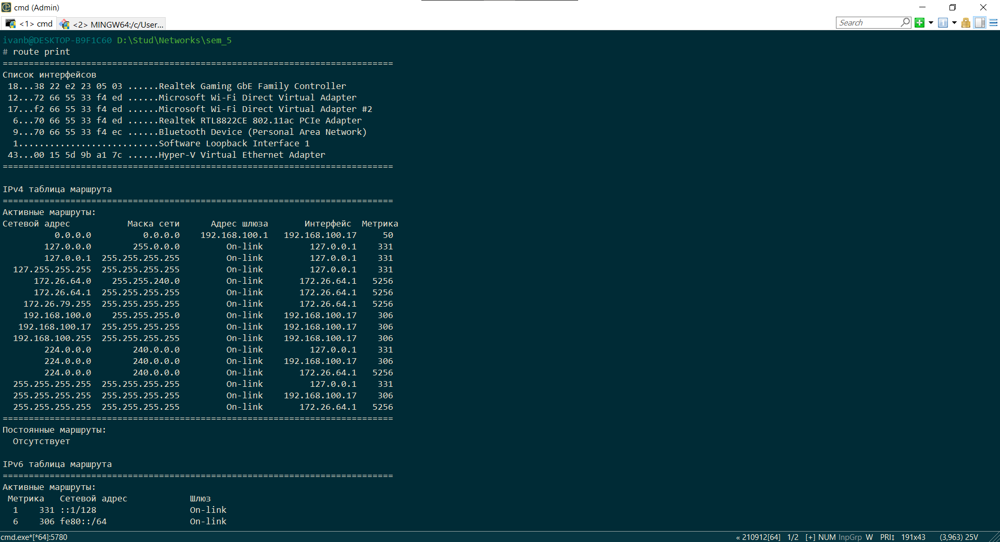 cmd (Admin)
<1> cmd
<2> MINGW64:/c/User...
Search
ivanb@DESKTOP-B9F1C60 D:\Stud\Networks\sem_5
# route print
===========================================================================
Список интерфейсов
 18...38 22 e2 23 05 03 ......Realtek Gaming GbE Family Controller
 12...72 66 55 33 f4 ed ......Microsoft Wi-Fi Direct Virtual Adapter
 17...f2 66 55 33 f4 ed ......Microsoft Wi-Fi Direct Virtual Adapter #2
  6...70 66 55 33 f4 ed ......Realtek RTL8822CE 802.11ac PCIe Adapter
  9...70 66 55 33 f4 ec ......Bluetooth Device (Personal Area Network)
  1...........................Software Loopback Interface 1
 43...00 15 5d 9b a1 7c ......Hyper-V Virtual Ethernet Adapter
===========================================================================
IPv4 таблица маршрута
===========================================================================
Активные маршруты:
Сетевой адрес           Маска сети      Адрес шлюза       Интерфейс  Метрика
          0.0.0.0          0.0.0.0    192.168.100.1   192.168.100.17     50
        127.0.0.0        255.0.0.0         On-link         127.0.0.1    331
        127.0.0.1  255.255.255.255         On-link         127.0.0.1    331
  127.255.255.255  255.255.255.255         On-link         127.0.0.1    331
      172.26.64.0    255.255.240.0         On-link       172.26.64.1   5256
      172.26.64.1  255.255.255.255         On-link       172.26.64.1   5256
    172.26.79.255  255.255.255.255         On-link       172.26.64.1   5256
    192.168.100.0    255.255.255.0         On-link    192.168.100.17    306
   192.168.100.17  255.255.255.255         On-link    192.168.100.17    306
  192.168.100.255  255.255.255.255         On-link    192.168.100.17    306
        224.0.0.0        240.0.0.0         On-link         127.0.0.1    331
        224.0.0.0        240.0.0.0         On-link    192.168.100.17    306
        224.0.0.0        240.0.0.0         On-link       172.26.64.1   5256
  255.255.255.255  255.255.255.255         On-link         127.0.0.1    331
  255.255.255.255  255.255.255.255         On-link    192.168.100.17    306
  255.255.255.255  255.255.255.255         On-link       172.26.64.1   5256
===========================================================================
Постоянные маршруты:
  Отсутствует
IPv6 таблица маршрута
===========================================================================
Активные маршруты:
 Метрика   Сетевой адрес            Шлюз
  1    331 ::1/128                  On-link
  6    306 fe80::/64                On-link
cmd.exe*[*64]:5780 « 210912[64] 1/2 [+] NUM InpGrp W PRI↕ 191x43 (3,963) 25V